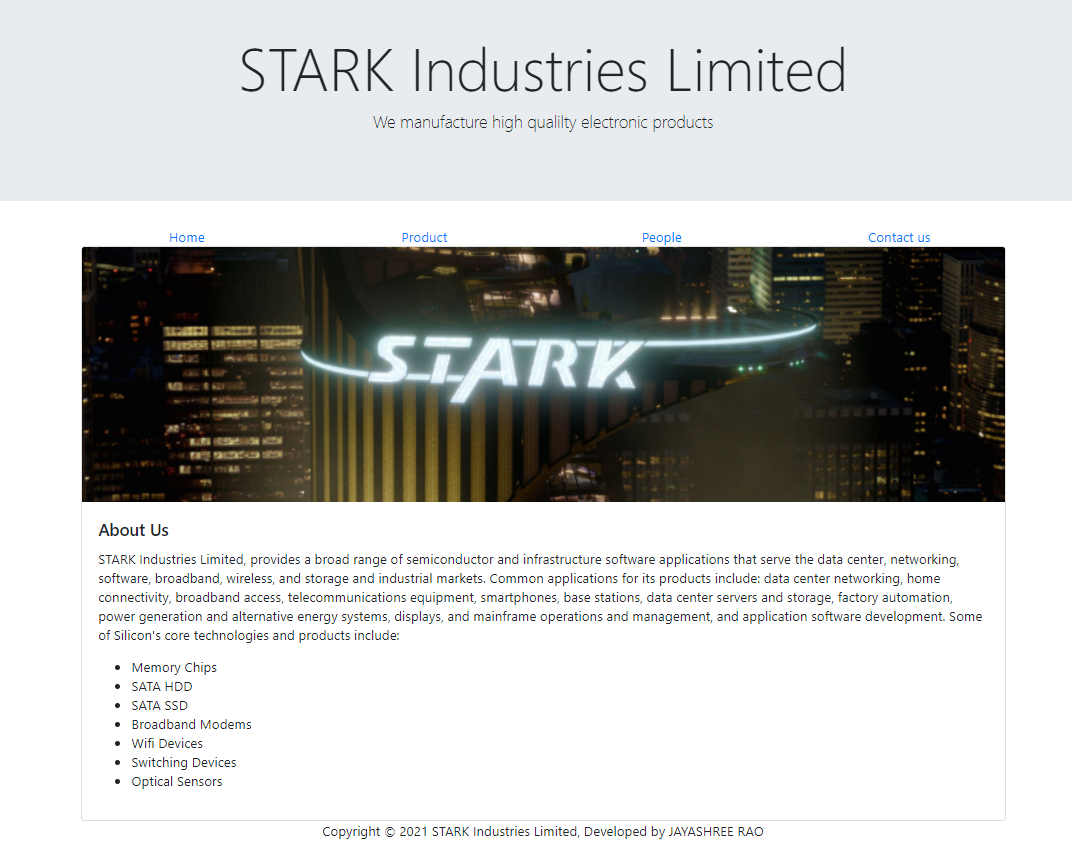 STARK Industries Limited
We manufacture high qualilty electronic products
Home Product People Contact us
STARK
About Us
STARK Industries Limited, provides a broad range of semiconductor and infrastructure software applications that serve the data center, networking,
software, broadband, wireless, and storage and industrial markets. Common applications for its products include: data center networking, home
connectivity, broadband access, telecommunications equipment, smartphones, base stations, data center servers and storage, factory automation,
power generation and alternative energy systems, displays, and mainframe operations and management, and application software development. Some
of Silicon's core technologies and products include:
• Memory Chips
• SATA HDD
• SATA SSD
• Broadband Modems
• Wifi Devices
• Switching Devices
• Optical Sensors
Copyright © 2021 STARK Industries Limited, Developed by JAYASHREE RAO